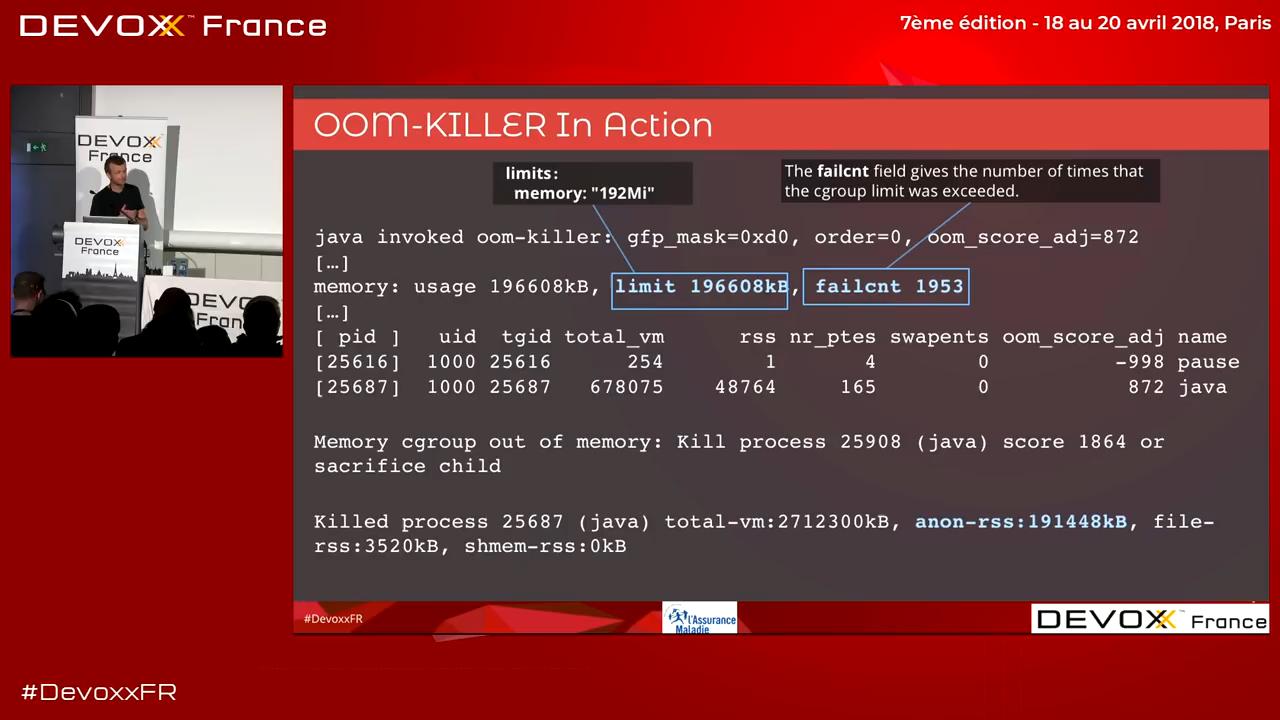 DEVOXX™ France
7ème édition - 18 au 20 avril 2018, Paris
DEVOXX
France
DEVOXX
France
DEVOXX
France
OOM-KILLER In Action
limits:
memory: "192Mi"
The failcnt field gives the number of times that
the cgroup limit was exceeded.
java invoked oom-killer: gfp_mask=0xd0, order=0, oom_score_adj=872
[…]
memory: usage 196608kB, limit 196608kB, failcnt 1953
[…]
[ pid ] uid tgid total_vm rss nr_ptes swapents oom_score_adj name
[25616] 1000 25616 254 1 4 0 -998 pause
[25687] 1000 25687 678075 48764 165 0 872 java
Memory cgroup out of memory: Kill process 25908 (java) score 1864 or
sacrifice child
Killed process 25687 (java) total-vm:2712300kB, anon-rss:191448kB, file-
rss:3520kB, shmem-rss:0kB
#DevoxxFR
l'Assurance
Maladie
DEVOXX™ France
#DevoxxFR